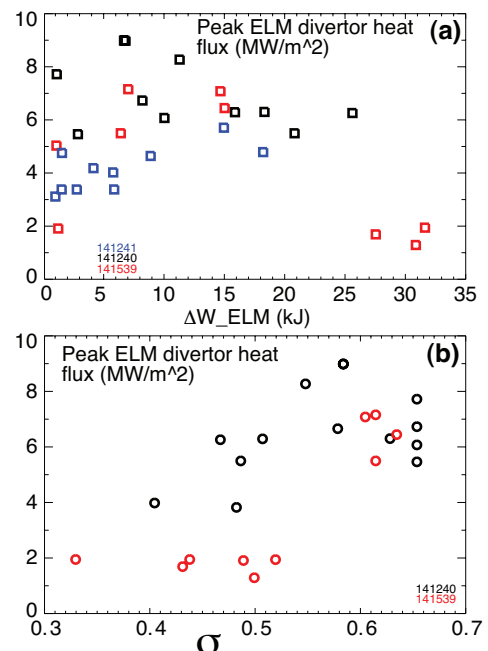 Peak ELM divertor heat (a)
flux (MW/m^2)
10
8
6
4
2
0
141241
141240
141539
0 5 10 15 20 25 30 35
ΔW_ELM (kJ)
Peak ELM divertor heat (b)
flux (MW/m^2)
10
8
6
4
2
0
141240
141539
0.3 0.4 0.5 0.6 0.7
σ